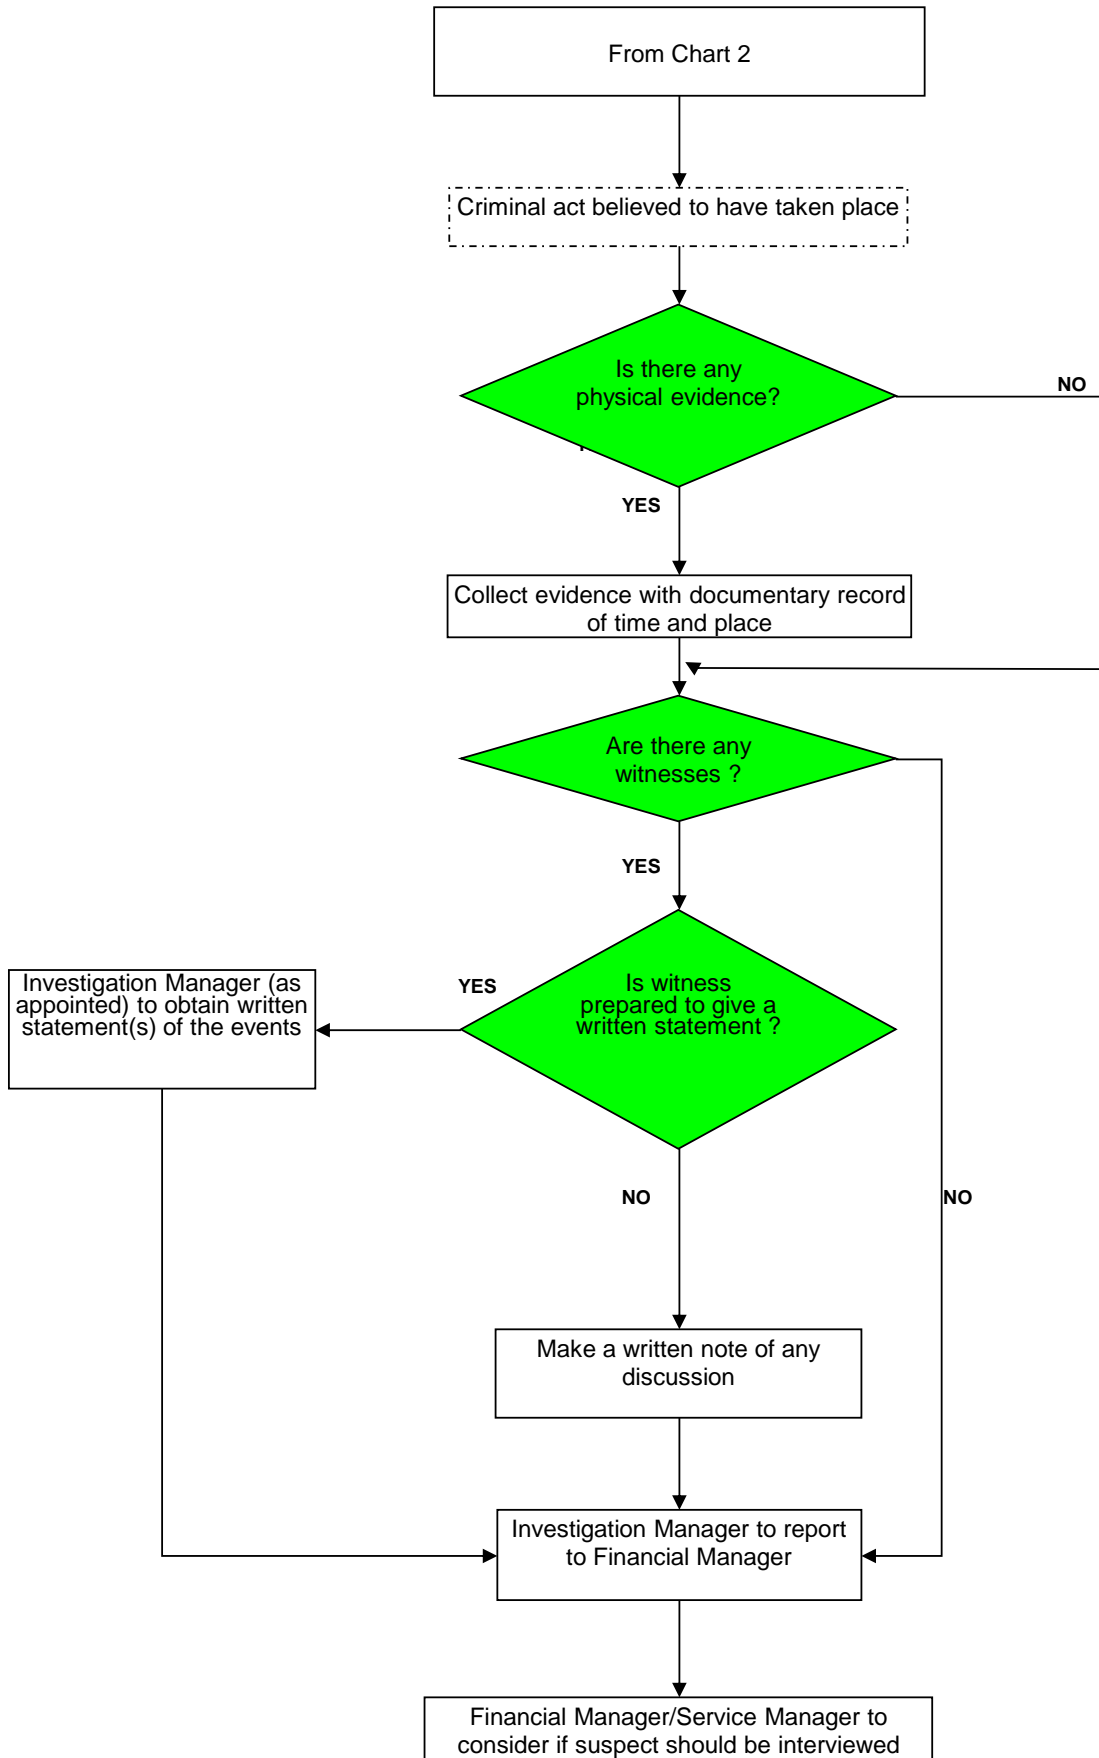 From Chart 2
Criminal act believed to have taken place
Is there any
physical evidence?
NO
YES
Collect evidence with documentary record
of time and place
Are there any
witnesses ?
YES
Is witness
prepared to give a
written statement ?
YES
Investigation Manager (as
appointed) to obtain written
statement(s) of the events
NO
NO
Make a written note of any
discussion
Investigation Manager to report
to Financial Manager
Financial Manager/Service Manager to
consider if suspect should be interviewed